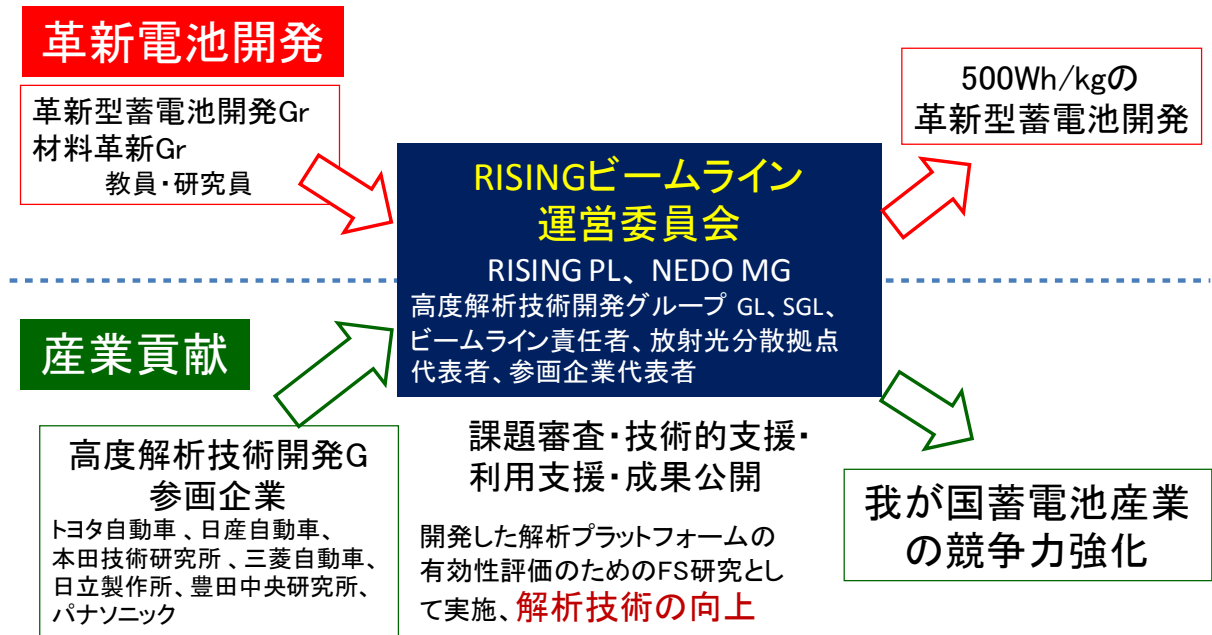 革新電池開発
革新型蓄電池開発Gr
材料革新Gr
教員・研究員
500Wh/kgの
革新型蓄電池開発
RISINGビームライン
運営委員会
RISING PL、NEDO MG
高度解析技術開発グループ GL、SGL、
ビームライン責任者、放射光分散拠点
代表者、参画企業代表者
産業貢献
高度解析技術開発G
参画企業
トヨタ自動車 、日産自動車、
本田技術研究所 、三菱自動車、
日立製作所、豊田中央研究所、
パナソニック
課題審査・技術的支援・
利用支援・成果公開
開発した解析プラットフォームの
有効性評価のためのFS研究とし
て実施、解析技術の向上
我が国蓄電池産業
の競争力強化